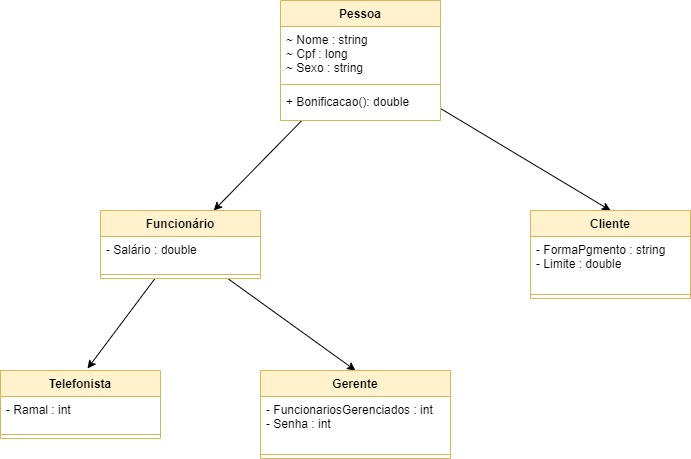 Pessoa
~ Nome : string
~ Cpf : long
~ Sexo : string
+ Bonificacao(): double
Funcionário
- Salário : double
Cliente
- FormaPgmento : string
- Limite : double
Telefonista
- Ramal : int
Gerente
- FuncionariosGerenciados : int
- Senha : int